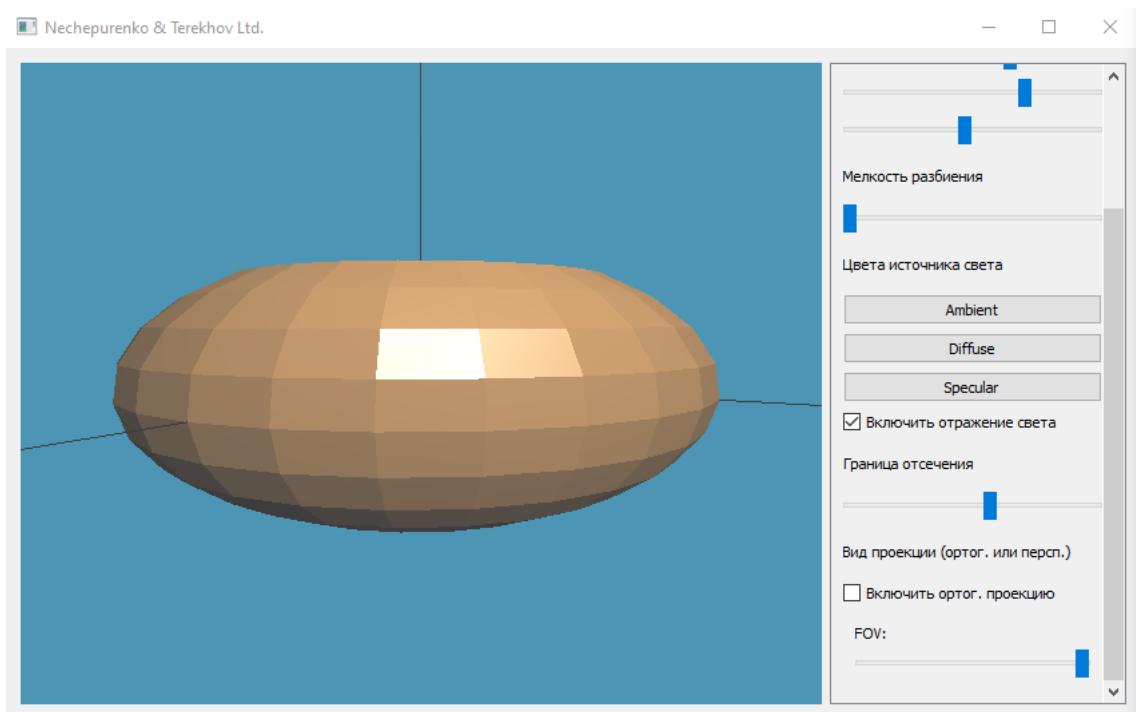 Nechepurenko & Terekhov Ltd.
Мелкость разбиения
Цвета источника света
Ambient
Diffuse
Specular
Включить отражение света
Граница отсечения
Вид проекции (ортог. или персп.)
Включить ортог. проекцию
FOV: